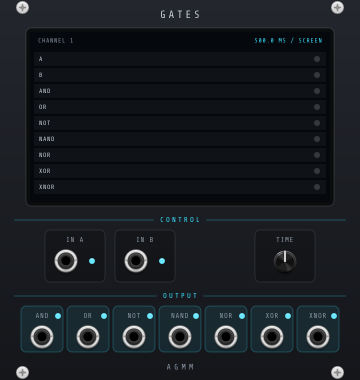 GATES
CHANNEL 1 500.0 MS / SCREEN
A
B
AND
OR
NOT
NAND
NOR
XOR
XNOR
CONTROL
IN A IN B TIME
OUTPUT
AND OR NOT NAND NOR XOR XNOR
AGMM